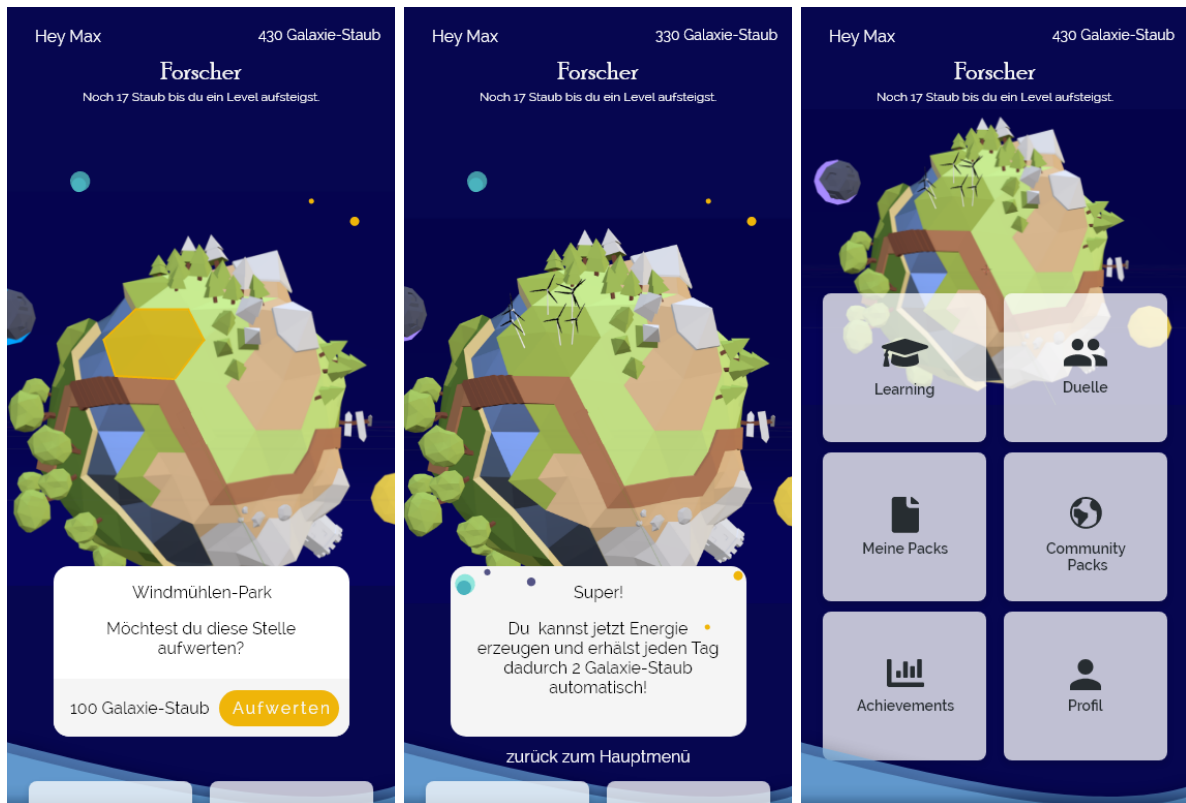 Hey Max
430 Galaxie-Staub
Forscher
Noch 17 Staub bis du ein Level aufsteigst.
Windmühlen-Park
Möchtest du diese Stelle
aufwerten?
100 Galaxie-Staub
Aufwerten
Hey Max
330 Galaxie-Staub
Forscher
Noch 17 Staub bis du ein Level aufsteigst.
Super!
Du kannst jetzt Energie
erzeugen und erhälst jeden Tag
dadurch 2 Galaxie-Staub
automatisch!
zurück zum Hauptmenü
Hey Max
430 Galaxie-Staub
Forscher
Noch 17 Staub bis du ein Level aufsteigst.
Learning
Duelle
Meine Packs
Community
Packs
Achievements
Profil